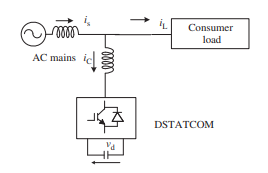 i_s
i_L
Consumer
load
AC mains
i_C
DSTATCOM
v_d